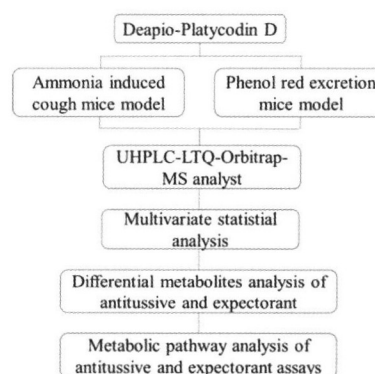 Deapio-Platycodin D
Ammonia induced
cough mice model
Phenol red excretion
mice model
UHPLC-LTQ-Orbitrap-
MS analyst
Multivariate statistial
analysis
Differential metabolites analysis of
antitussive and expectorant
Metabolic pathway analysis of
antitussive and expectorant assays